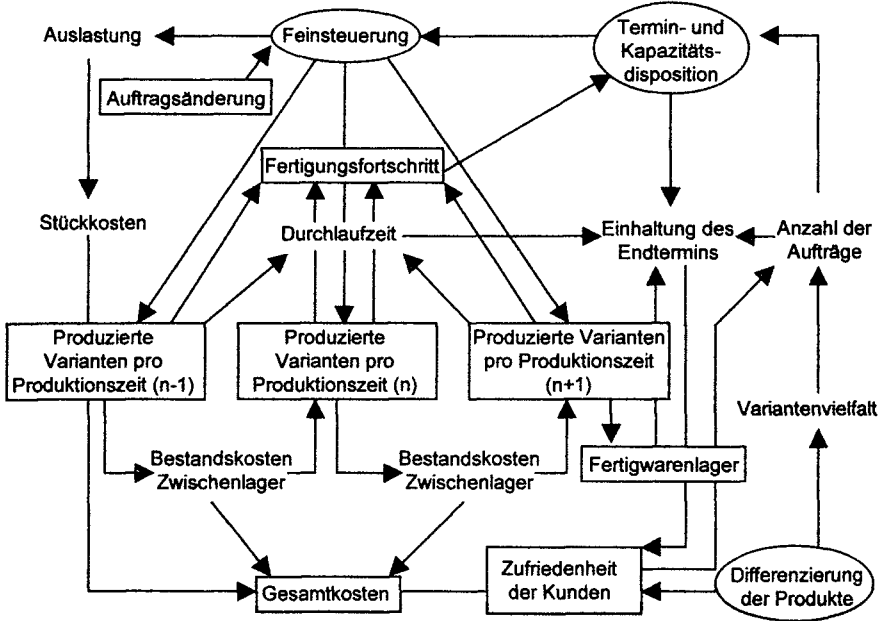 Auslastung
Feinsteuerung
Termin- und
Kapazitäts-
disposition
Auftragsänderung
Fertigungsfortschritt
Stückkosten
Durchlaufzeit
Einhaltung des
Endtermins
Anzahl der
Aufträge
Produzierte
Varianten pro
Produktionszeit (n-1)
Produzierte
Varianten pro
Produktionszeit (n)
Produzierte Varianten
pro Produktionszeit
(n+1)
Variantenvielfalt
Bestandskosten
Zwischenlager
Bestandskosten
Zwischenlager
Fertigwarenlager
Gesamtkosten
Zufriedenheit
der Kunden
Differenzierung
der Produkte